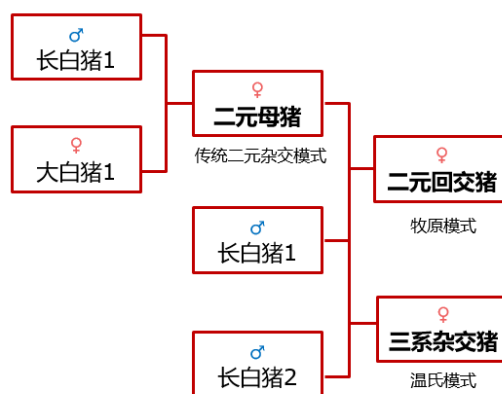 ♂
长白猪1
♀
大白猪1
♀
二元母猪
传统二元杂交模式
♂
长白猪1
♂
长白猪2
♀
二元回交猪
牧原模式
♀
三系杂交猪
温氏模式